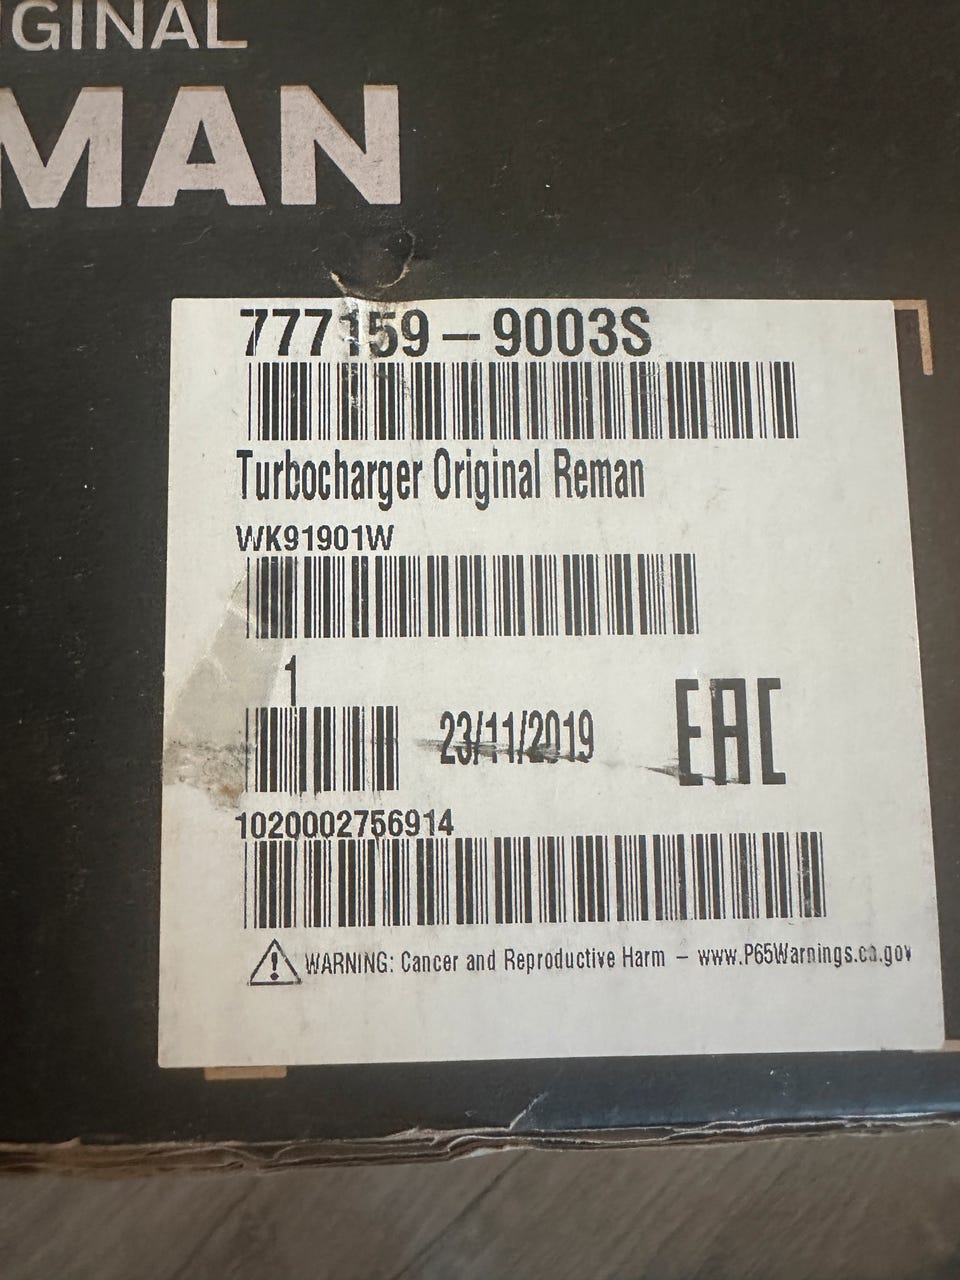 GINAL
MAN
777159-9003S
Turbocharger Original Reman
WK91901W
1
23/11/2019
EAC
1020002756914
WARNING: Cancer and Reproductive Harm - www.P65Warnings.ca.gov